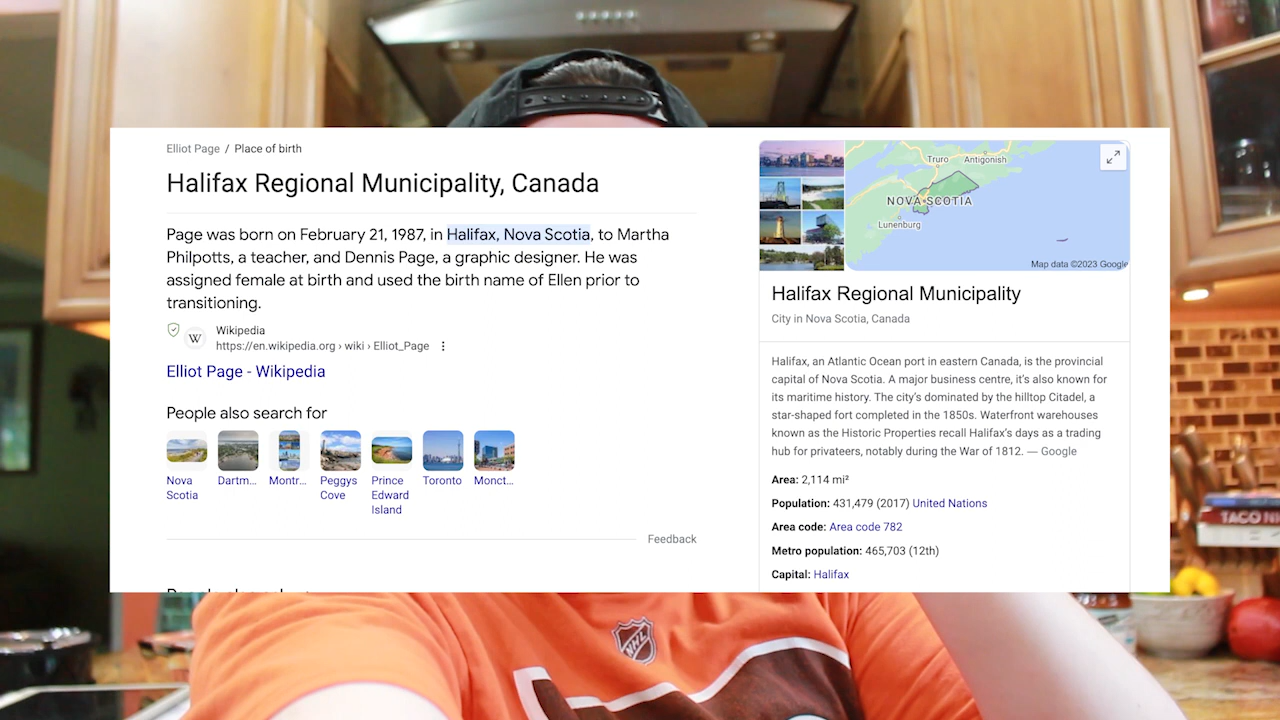 Elliot Page / Place of birth
Halifax Regional Municipality, Canada
Page was born on February 21, 1987, in Halifax, Nova Scotia, to Martha
Philpotts, a teacher, and Dennis Page, a graphic designer. He was
assigned female at birth and used the birth name of Ellen prior to
transitioning.
W
Wikipedia
https://en.wikipedia.org › wiki › Elliot_Page
Elliot Page - Wikipedia
People also search for
Nova
Scotia
Dartm...
Montr...
Peggys
Cove
Prince
Edward
Island
Toronto
Monct...
Feedback
Truro
Antigonish
NOVA SCOTIA
Lunenburg
Map data ©2023 Google
Halifax Regional Municipality
City in Nova Scotia, Canada
Halifax, an Atlantic Ocean port in eastern Canada, is the provincial
capital of Nova Scotia. A major business centre, it's also known for
its maritime history. The city's dominated by the hilltop Citadel, a
star-shaped fort completed in the 1850s. Waterfront warehouses
known as the Historic Properties recall Halifax's days as a trading
hub for privateers, notably during the War of 1812. — Google
Area: 2,114 mi²
Population: 431,479 (2017) United Nations
Area code: Area code 782
Metro population: 465,703 (12th)
Capital: Halifax
NHL
TACO